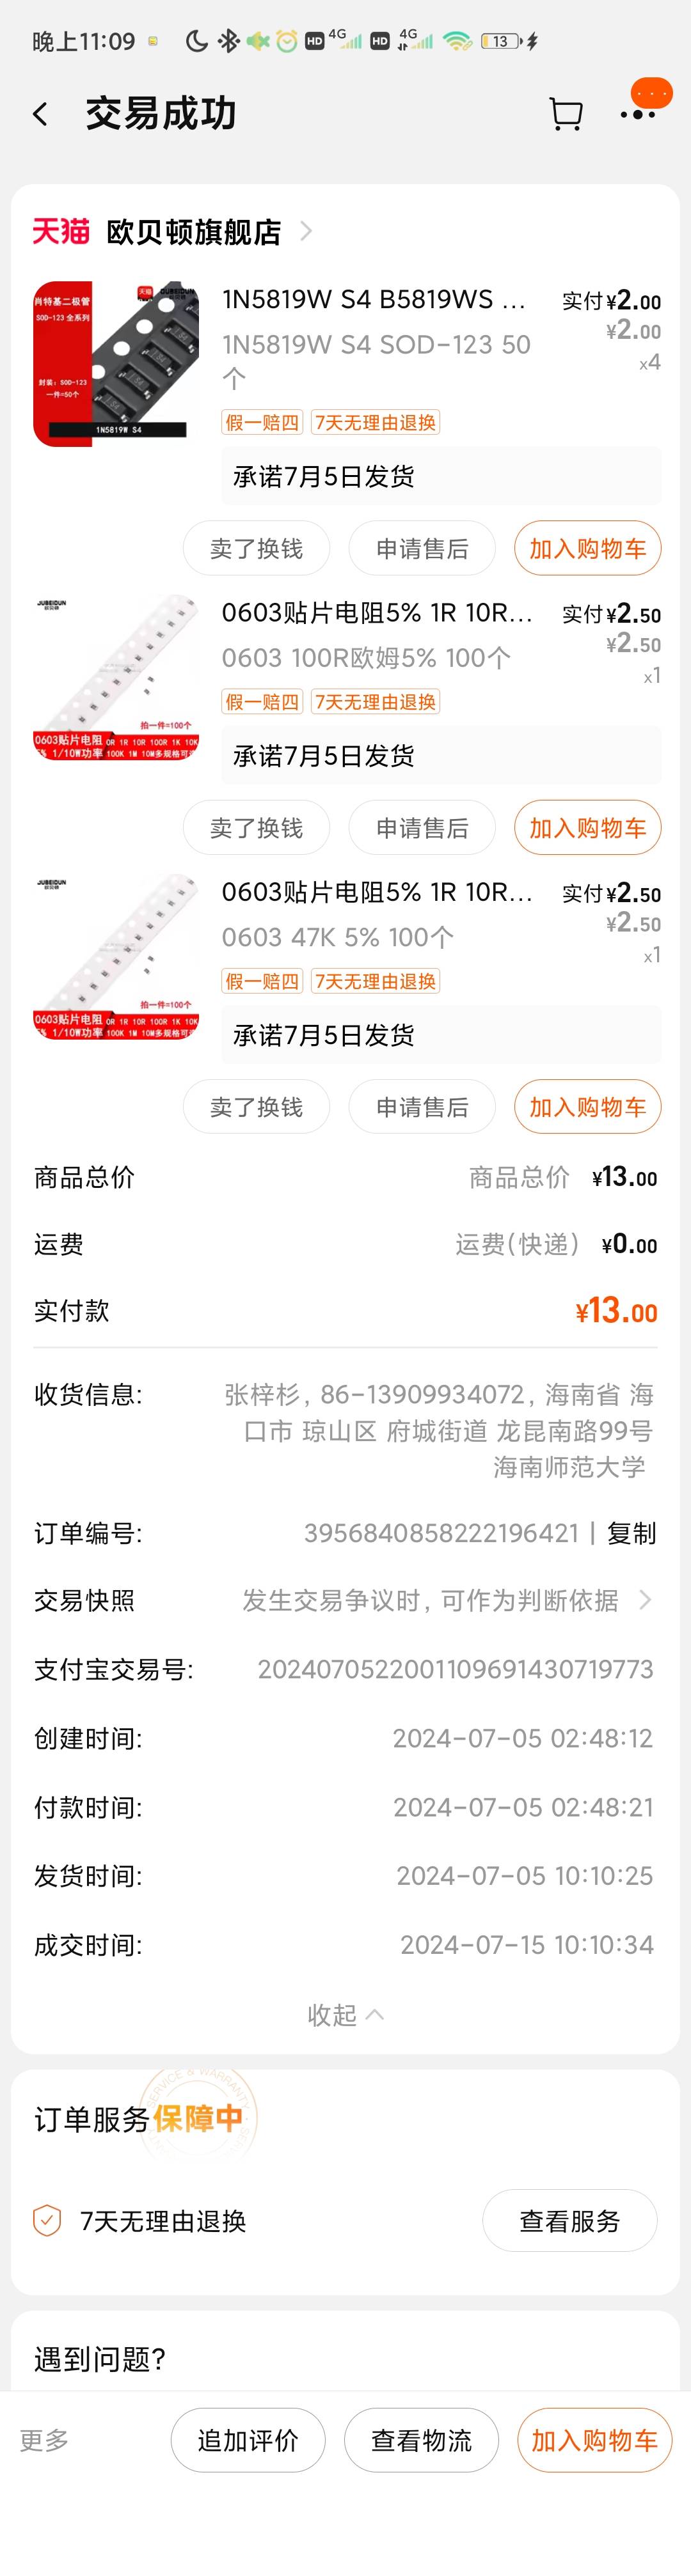 晚上11:09
HD 4G HD 4G 13
交易成功
天猫 欧贝顿旗舰店
肖特基二极管
SOD-123 全系列
天猫
封装：SOD-123
一件=50个
1N5819W S4
1N5819W S4 B5819WS ...
实付¥2.00
¥2.00
1N5819W S4 SOD-123 50
个
x4
假一赔四 7天无理由退换
承诺7月5日发货
卖了换钱 申请售后 加入购物车
JUBEIDUN
欧贝顿
拍一件=100个
0603贴片电阻 0R 1R 10R 100R 1K 10K
1/10W功率 100K 1M 10M多规格可
0603贴片电阻5% 1R 10R...
实付¥2.50
¥2.50
0603 100R欧姆5% 100个
x1
假一赔四 7天无理由退换
承诺7月5日发货
卖了换钱 申请售后 加入购物车
JUBEIDUN
欧贝顿
拍一件=100个
0603贴片电阻 0R 1R 10R 100R 1K 10K
1/10W功率 100K 1M 10M多规格可
0603贴片电阻5% 1R 10R...
实付¥2.50
¥2.50
0603 47K 5% 100个
x1
假一赔四 7天无理由退换
承诺7月5日发货
卖了换钱 申请售后 加入购物车
商品总价 商品总价 ¥13.00
运费 运费(快递) ¥0.00
实付款 ¥13.00
收货信息: 张梓杉, 86-13909934072, 海南省 海
口市 琼山区 府城街道 龙昆南路99号
海南师范大学
订单编号: 3956840858222196421 | 复制
交易快照 发生交易争议时, 可作为判断依据
支付宝交易号: 2024070522001109691430719773
创建时间: 2024-07-05 02:48:12
付款时间: 2024-07-05 02:48:21
发货时间: 2024-07-05 10:10:25
成交时间: 2024-07-15 10:10:34
收起
SERVICE & WARRANTY
订单服务保障中
7天无理由退换 查看服务
遇到问题?
更多 追加评价 查看物流 加入购物车